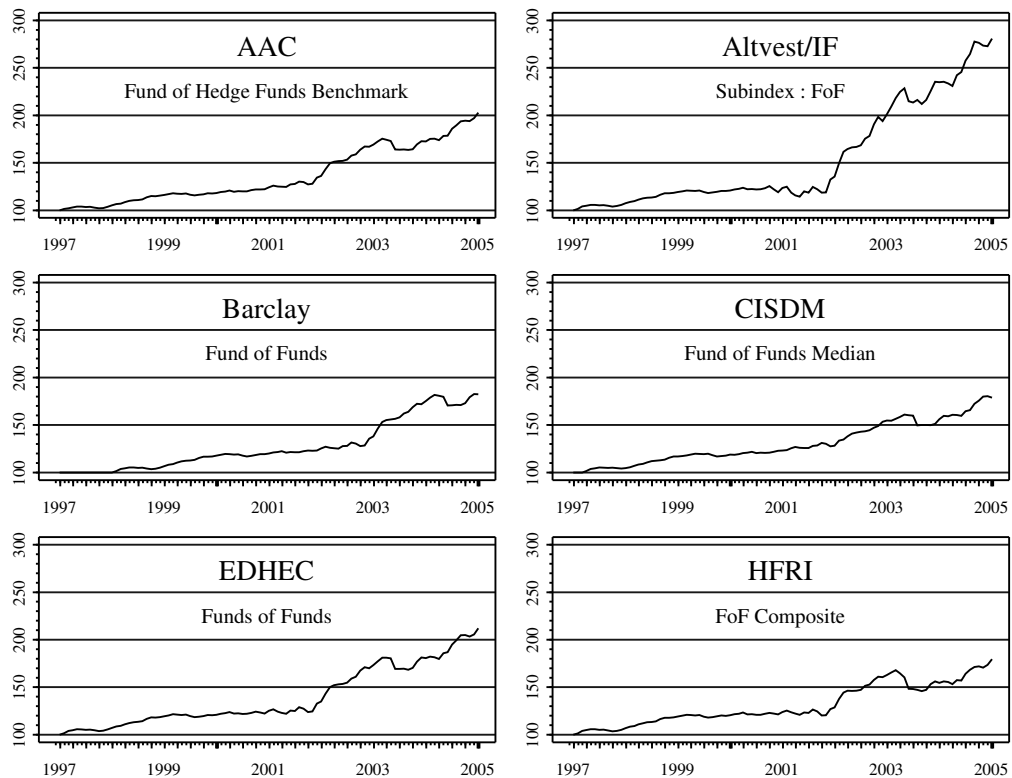 300
250
200
150
100
AAC
Fund of Hedge Funds Benchmark
1997 1999 2001 2003 2005
300
250
200
150
100
Altvest/IF
Subindex : FoF
1997 1999 2001 2003 2005
300
250
200
150
100
Barclay
Fund of Funds
1997 1999 2001 2003 2005
300
250
200
150
100
CISDM
Fund of Funds Median
1997 1999 2001 2003 2005
300
250
200
150
100
EDHEC
Funds of Funds
1997 1999 2001 2003 2005
300
250
200
150
100
HFRI
FoF Composite
1997 1999 2001 2003 2005